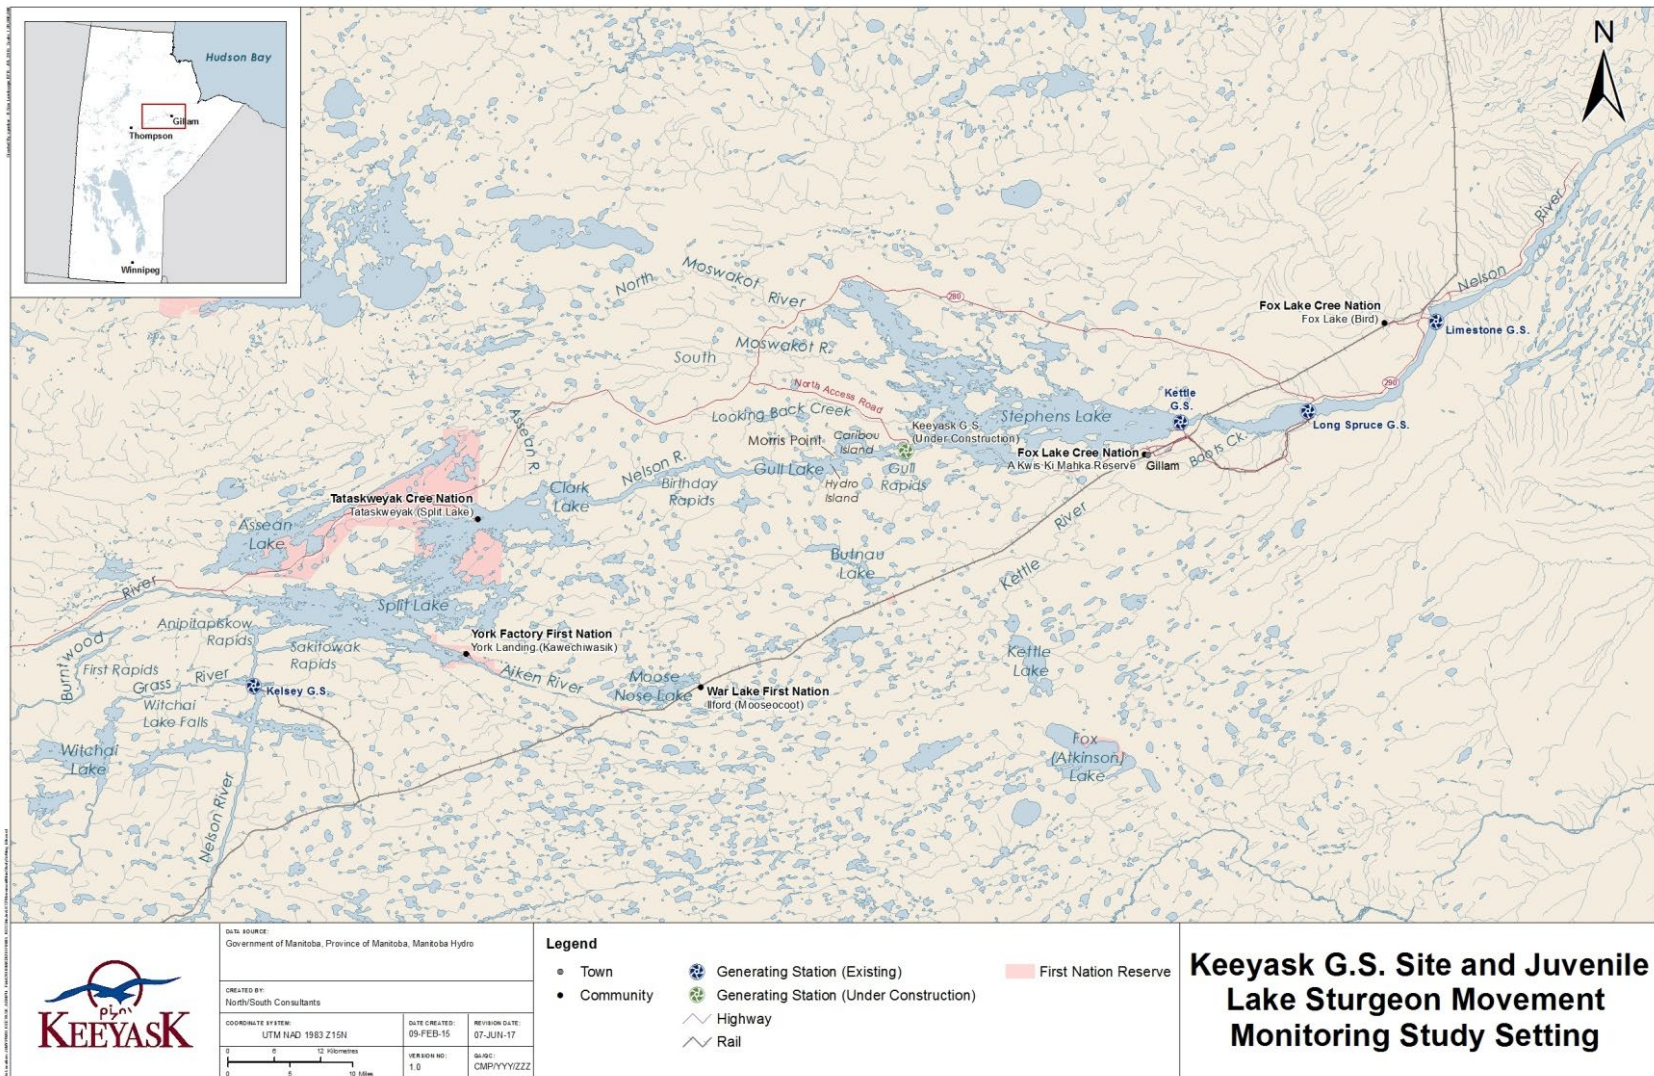 Hudson Bay
Gillam
Thompson
Winnipeg
N
North
Moswakot
River
280
South
Moswakot R.
North Access Road
Looking Back Creek
Stephens Lake
Kettle
G.S.
Fox Lake Cree Nation
Fox Lake (Bird)
Nelson
River
Limestone G.S.
290
Long Spruce G.S.
Keeyask G.S.
(Under Construction)
Morris Point
Caribou
Island
Gull Lake
Hydro
Island
Gull
Rapids
Fox Lake Cree Nation
A Kwis Ki Mahka Reserve
Gillam
Boots Ck.
Assean R.
Nelson R.
Birthday
Rapids
Clark
Lake
Tataskweyak Cree Nation
Tataskweyak (Split Lake)
Assean
Lake
Butnau
Lake
Kettle
River
River
Burntwood
Split Lake
Anipitapiskow
Rapids
Sakitowak
Rapids
York Factory First Nation
York Landing (Kawechiwasik)
Aiken River
First Rapids
Grass
River
Kelsey G.S.
Witchai
Lake Falls
Witchai
Lake
Nelson River
Moose
Nose Lake
War Lake First Nation
Ilford (Mooseocoot)
Kettle
Lake
Fox
(Atkinson)
Lake
ᑭᔮᐢᐠ
KEEYASK
DATA SOURCE:
Government of Manitoba, Province of Manitoba, Manitoba Hydro
CREATED BY:
North/South Consultants
COORDINATE SYSTEM:
UTM NAD 1983 Z15N
DATE CREATED:
09-FEB-15
REVISION DATE:
07-JUN-17
0 6 12 Kilometres
0 5 10 Miles
VERSION NO:
1.0
QA/QC:
CMP/YYY/ZZZ
Legend
Town
Community
Generating Station (Existing)
Generating Station (Under Construction)
Highway
Rail
First Nation Reserve
Keeyask G.S. Site and Juvenile
Lake Sturgeon Movement
Monitoring Study Setting